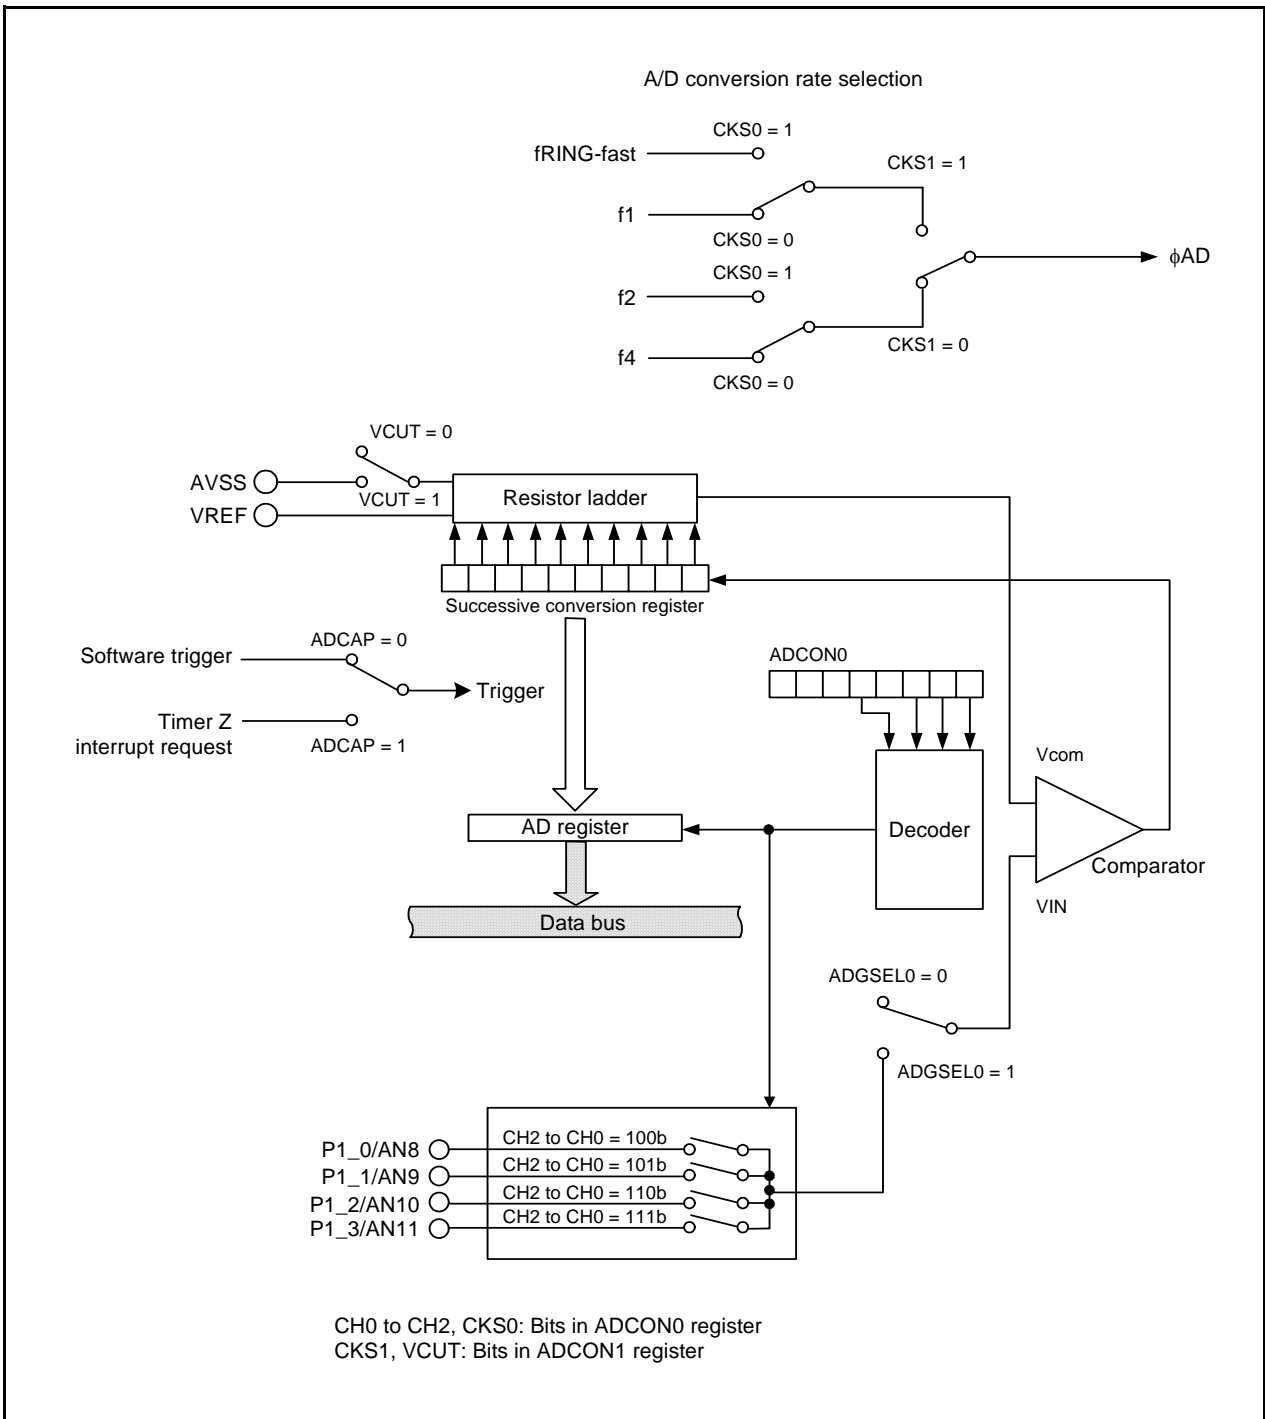 A/D conversion rate selection
CKS0 = 1
fRING-fast
CKS1 = 1
f1
CKS0 = 0
CKS0 = 1
ϕAD
f2
CKS1 = 0
f4
CKS0 = 0
VCUT = 0
AVSS
VCUT = 1
Resistor ladder
VREF
Successive conversion register
ADCAP = 0
Software trigger
Trigger
Timer Z
interrupt request
ADCAP = 1
ADCON0
Vcom
AD register
Decoder
Comparator
VIN
Data bus
ADGSEL0 = 0
ADGSEL0 = 1
P1_0/AN8
CH2 to CH0 = 100b
P1_1/AN9
CH2 to CH0 = 101b
P1_2/AN10
CH2 to CH0 = 110b
P1_3/AN11
CH2 to CH0 = 111b
CH0 to CH2, CKS0: Bits in ADCON0 register
CKS1, VCUT: Bits in ADCON1 register